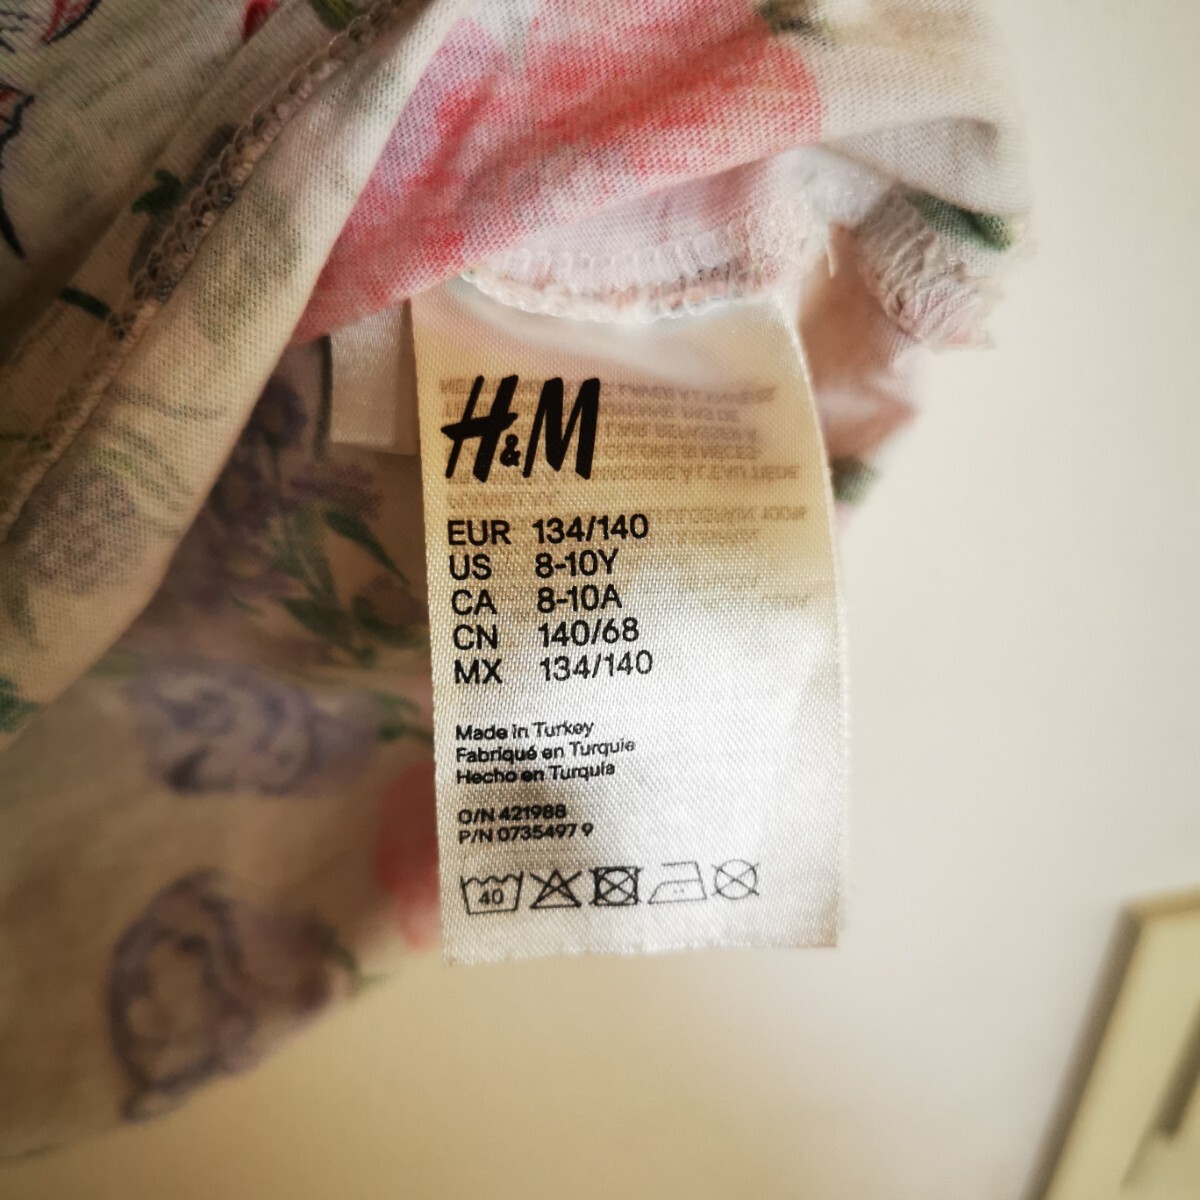 H&M
EUR 134/140
US 8-10Y
CA 8-10A
CN 140/68
MX 134/140
Made in Turkey
Fabriqué en Turquie
Hecho en Turquía
O/N 421988
P/N 0735497 9
40